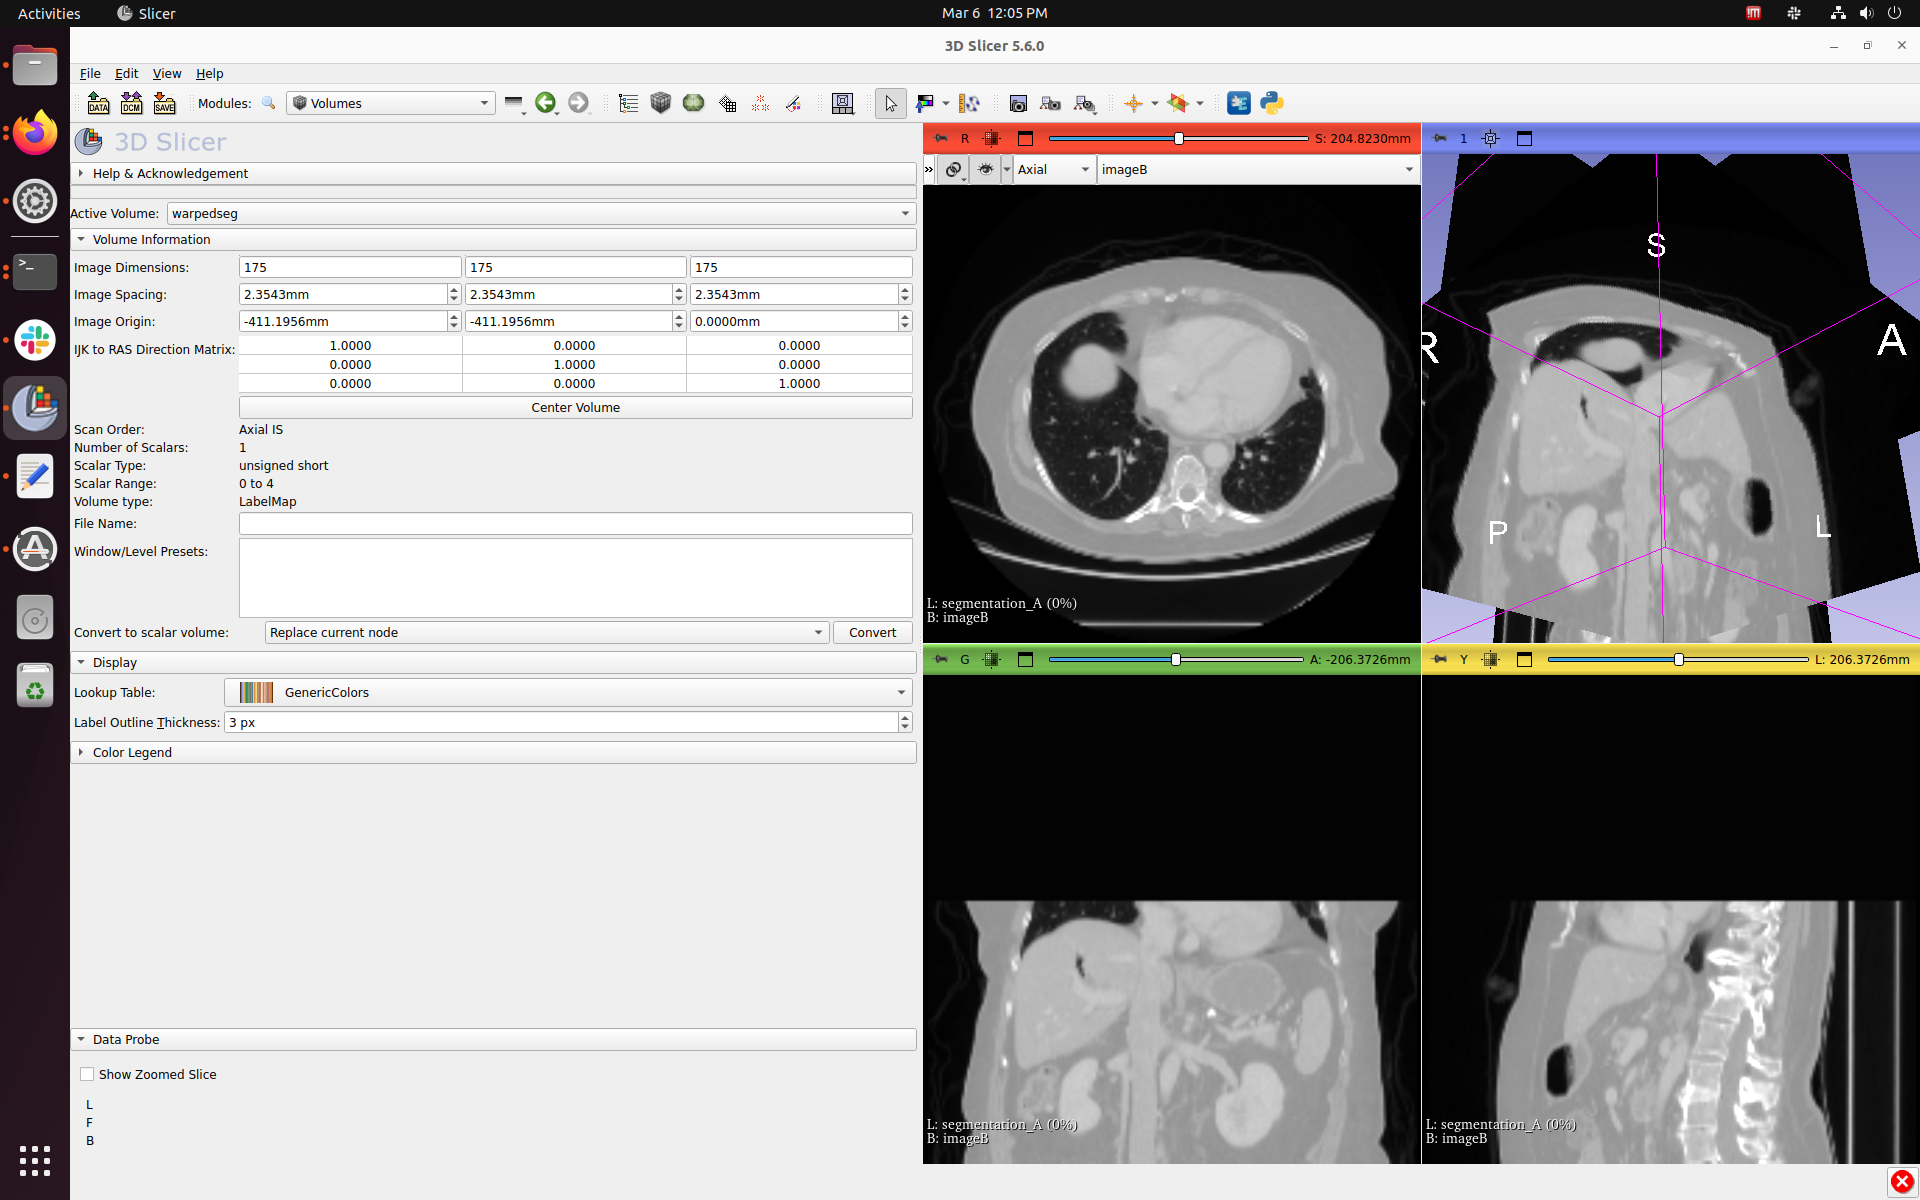 Activities
Slicer
Mar 6 12:05 PM
3D Slicer 5.6.0
File Edit View Help
DATA DCM SAVE Modules: Volumes
3D Slicer
Help & Acknowledgement
Active Volume: warpedseg
Volume Information
Image Dimensions: 175 175 175
Image Spacing: 2.3543mm 2.3543mm 2.3543mm
Image Origin: -411.1956mm -411.1956mm 0.0000mm
IJK to RAS Direction Matrix: 1.0000 0.0000 0.0000
0.0000 1.0000 0.0000
0.0000 0.0000 1.0000
Center Volume
Scan Order: Axial IS
Number of Scalars: 1
Scalar Type: unsigned short
Scalar Range: 0 to 4
Volume type: LabelMap
File Name:
Window/Level Presets:
Convert to scalar volume: Replace current node Convert
Display
Lookup Table: GenericColors
Label Outline Thickness: 3 px
Color Legend
Data Probe
Show Zoomed Slice
L
F
B
R S: 204.8230mm
» Axial imageB
L: segmentation_A (0%)
B: imageB
1
S
R
A
P
L
G A: -206.3726mm
L: segmentation_A (0%)
B: imageB
Y L: 206.3726mm
L: segmentation_A (0%)
B: imageB